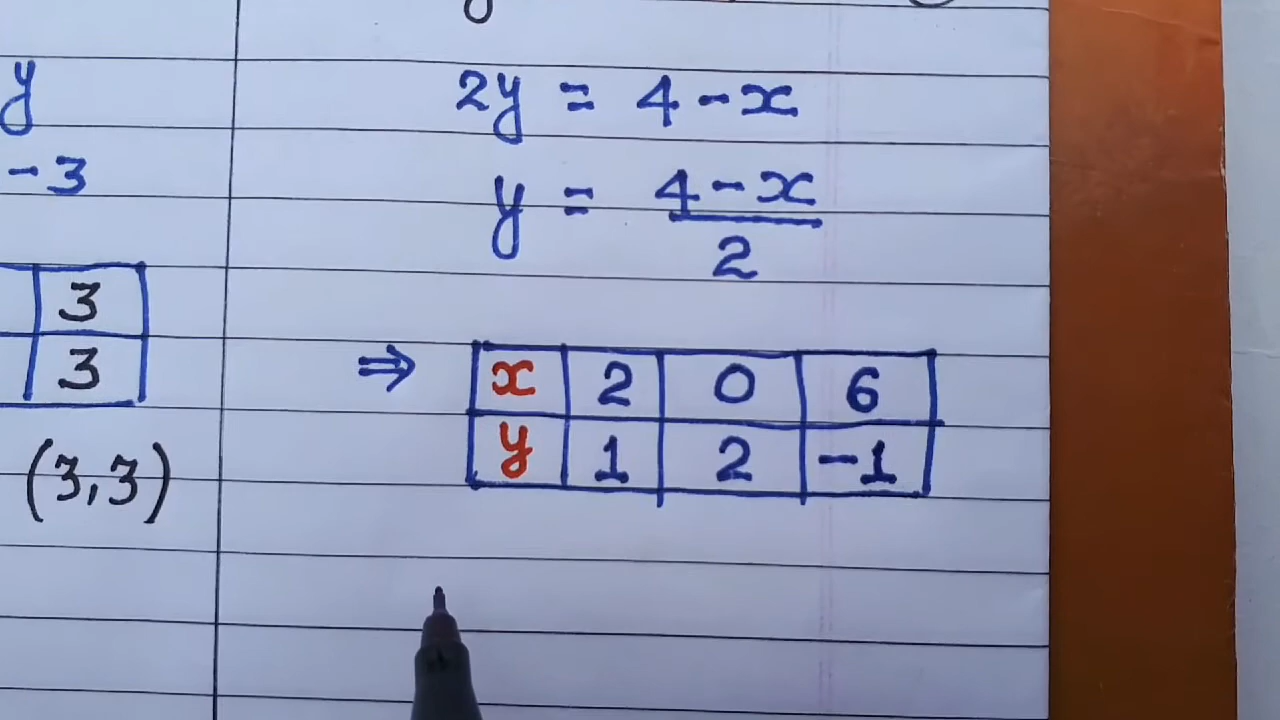 y
- 3
3
3
(3,3)
2y = 4 - x
y = 4 - x
2
⇒ x 2 0 6
y 1 2 -1